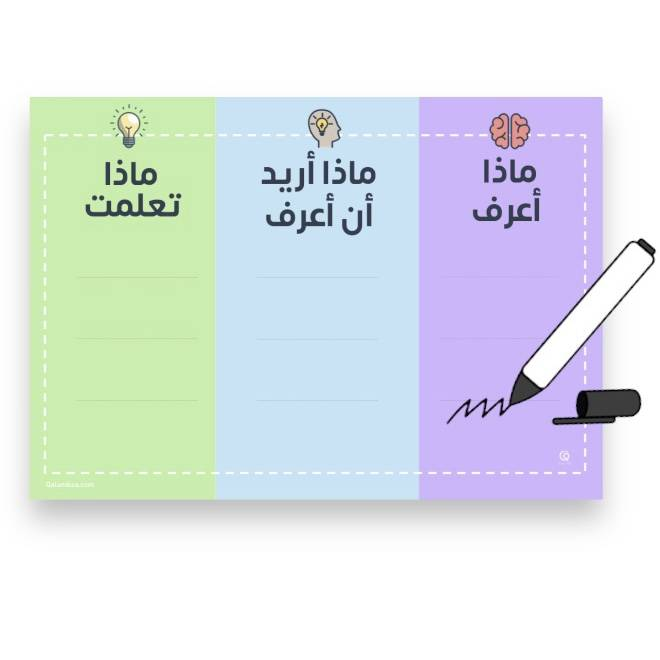 ماذا
أعرف
ماذا أريد
أن أعرف
ماذا
تعلمت